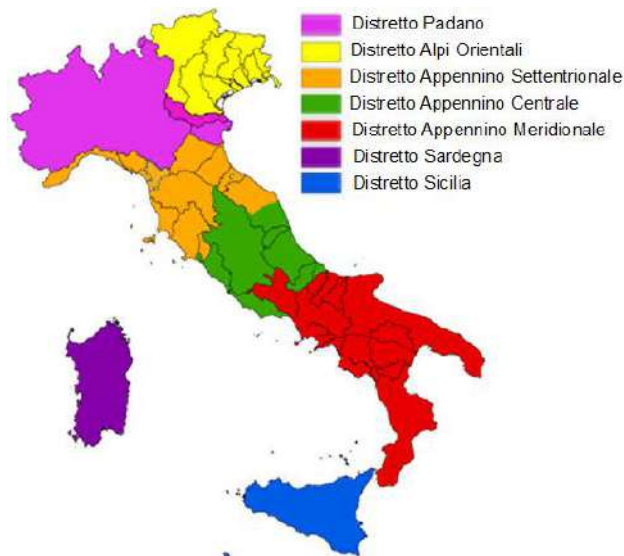 Distretto Padano
Distretto Alpi Orientali
Distretto Appennino Settentrionale
Distretto Appennino Centrale
Distretto Appennino Meridionale
Distretto Sardegna
Distretto Sicilia